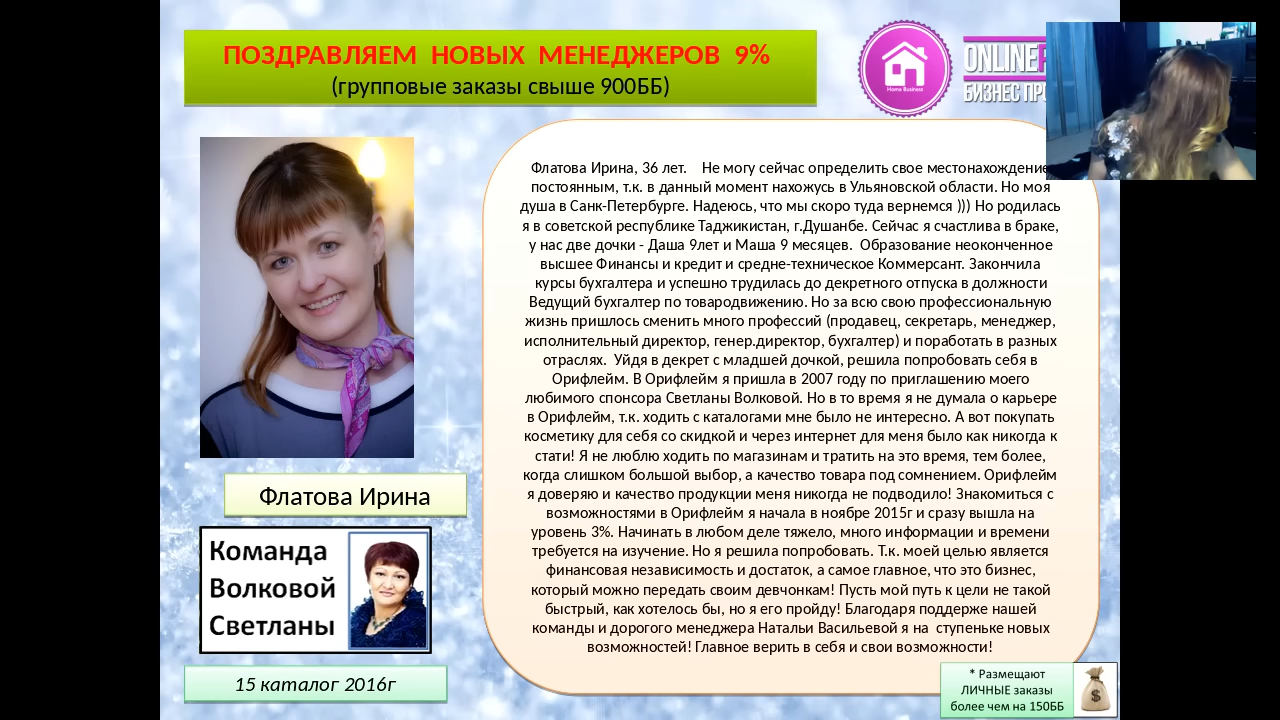 ПОЗДРАВЛЯЕМ НОВЫХ МЕНЕДЖЕРОВ 9%
(групповые заказы свыше 900ББ)
Home Business
ONLINE
БИЗНЕС
Флатова Ирина, 36 лет. Не могу сейчас определить свое местонахождение
постоянным, т.к. в данный момент нахожусь в Ульяновской области. Но моя
душа в Санк-Петербурге. Надеюсь, что мы скоро туда вернемся ))) Но родилась
я в советской республике Таджикистан, г.Душанбе. Сейчас я счастлива в браке,
у нас две дочки - Даша 9лет и Маша 9 месяцев. Образование неоконченное
высшее Финансы и кредит и средне-техническое Коммерсант. Закончила
курсы бухгалтера и успешно трудилась до декретного отпуска в должности
Ведущий бухгалтер по товародвижению. Но за всю свою профессиональную
жизнь пришлось сменить много профессий (продавец, секретарь, менеджер,
исполнительный директор, генер.директор, бухгалтер) и поработать в разных
отраслях. Уйдя в декрет с младшей дочкой, решила попробовать себя в
Орифлейм. В Орифлейм я пришла в 2007 году по приглашению моего
любимого спонсора Светланы Волковой. Но в то время я не думала о карьере
в Орифлейм, т.к. ходить с каталогами мне было не интересно. А вот покупать
косметику для себя со скидкой и через интернет для меня было как никогда к
стати! Я не люблю ходить по магазинам и тратить на это время, тем более,
когда слишком большой выбор, а качество товара под сомнением. Орифлейм
я доверяю и качество продукции меня никогда не подводило! Знакомиться с
возможностями в Орифлейм я начала в ноябре 2015г и сразу вышла на
уровень 3%. Начинать в любом деле тяжело, много информации и времени
требуется на изучение. Но я решила попробовать. Т.к. моей целью является
финансовая независимость и достаток, а самое главное, что это бизнес,
который можно передать своим девчонкам! Пусть мой путь к цели не такой
быстрый, как хотелось бы, но я его пройду! Благодаря поддерже нашей
команды и дорогого менеджера Натальи Васильевой я на ступеньке новых
возможностей! Главное верить в себя и свои возможности!
Флатова Ирина
Команда
Волковой
Светланы
15 каталог 2016г
* Размещают
ЛИЧНЫЕ заказы
более чем на 150ББ
$